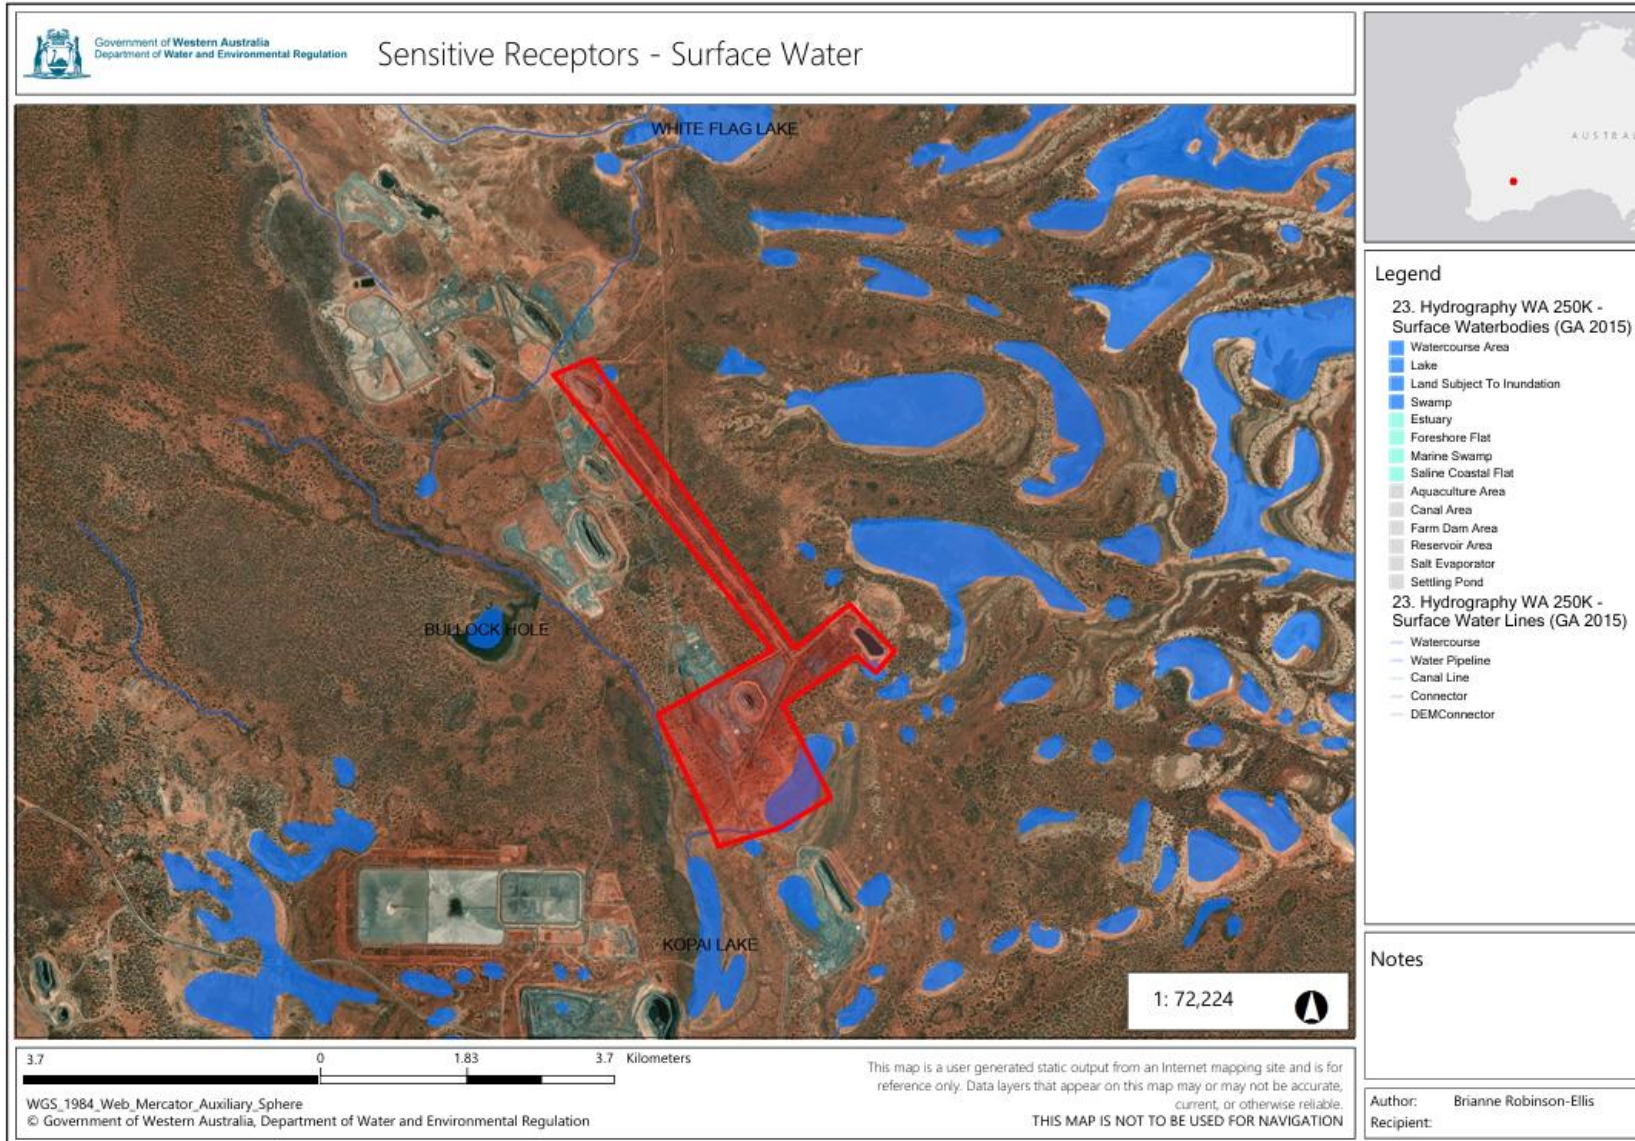 Government of Western Australia
Department of Water and Environmental Regulation
Sensitive Receptors - Surface Water
WHITE FLAG LAKE
BULLOCK HOLE
KOPAI LAKE
1: 72,224
Legend
23. Hydrography WA 250K -
Surface Waterbodies (GA 2015)
Watercourse Area
Lake
Land Subject To Inundation
Swamp
Estuary
Foreshore Flat
Marine Swamp
Saline Coastal Flat
Aquaculture Area
Canal Area
Farm Dam Area
Reservoir Area
Salt Evaporator
Settling Pond
23. Hydrography WA 250K -
Surface Water Lines (GA 2015)
Watercourse
Water Pipeline
Canal Line
Connector
DEMConnector
Notes
3.7 0 1.83 3.7 Kilometers
WGS_1984_Web_Mercator_Auxiliary_Sphere
© Government of Western Australia, Department of Water and Environmental Regulation
This map is a user generated static output from an Internet mapping site and is for
reference only. Data layers that appear on this map may or may not be accurate,
current, or otherwise reliable.
THIS MAP IS NOT TO BE USED FOR NAVIGATION
Author: Brianne Robinson-Ellis
Recipient: